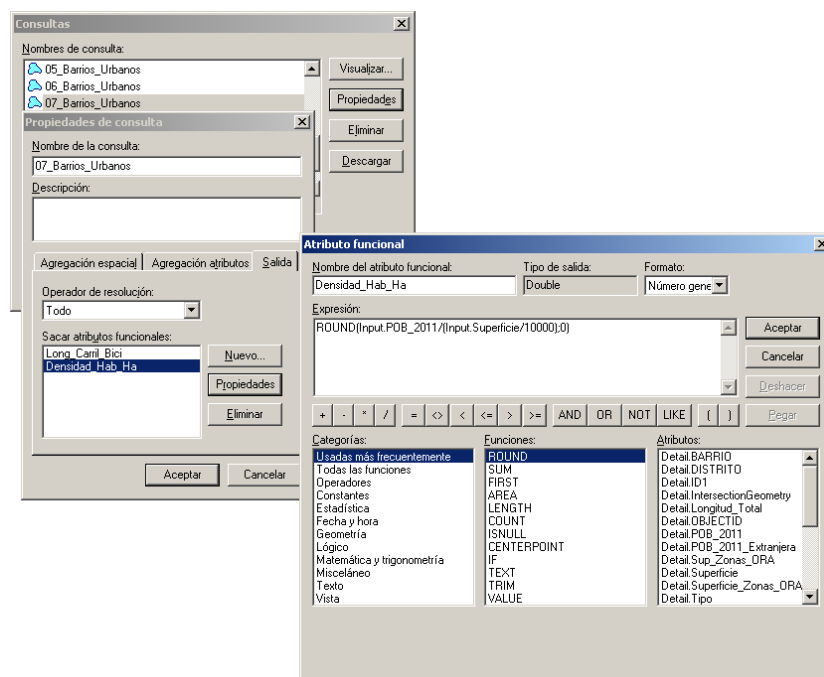 Consultas
Nombres de consulta:
05_Barrios_Urbanos
06_Barrios_Urbanos
07_Barrios_Urbanos
Visualizar...
Propiedades
Eliminar
Descargar
Propiedades de consulta
Nombre de la consulta:
07_Barrios_Urbanos
Descripción:
Agregación espacial
Agregación atributos
Salida
Operador de resolución:
Todo
Sacar atributos funcionales:
Long_Carril_Bici
Densidad_Hab_Ha
Nuevo...
Propiedades
Eliminar
Aceptar
Cancelar
Atributo funcional
Nombre del atributo funcional:
Tipo de salida:
Formato:
Densidad_Hab_Ha
Double
Número gene
Expresión:
ROUND(Input.POB_2011/(Input.Superficie/10000);0)
Aceptar
Cancelar
Deshacer
Pegar
+ - * / = <> < <= > >= AND OR NOT LIKE ( )
Categorías:
Usadas más frecuentemente
Todas las funciones
Operadores
Constantes
Estadística
Fecha y hora
Geometría
Lógico
Matemática y trigonometría
Misceláneo
Texto
Vista
Funciones:
ROUND
SUM
FIRST
AREA
LENGTH
COUNT
ISNULL
CENTERPOINT
IF
TEXT
TRIM
VALUE
Atributos:
Detail.BARRIO
Detail.DISTRITO
Detail.ID1
Detail.IntersectionGeometry
Detail.Longitud_Total
Detail.OBJECTID
Detail.POB_2011
Detail.POB_2011_Extranjera
Detail.Sup_Zonas_ORA
Detail.Superficie
Detail.Superficie_Zonas_ORA
Detail.Tipo